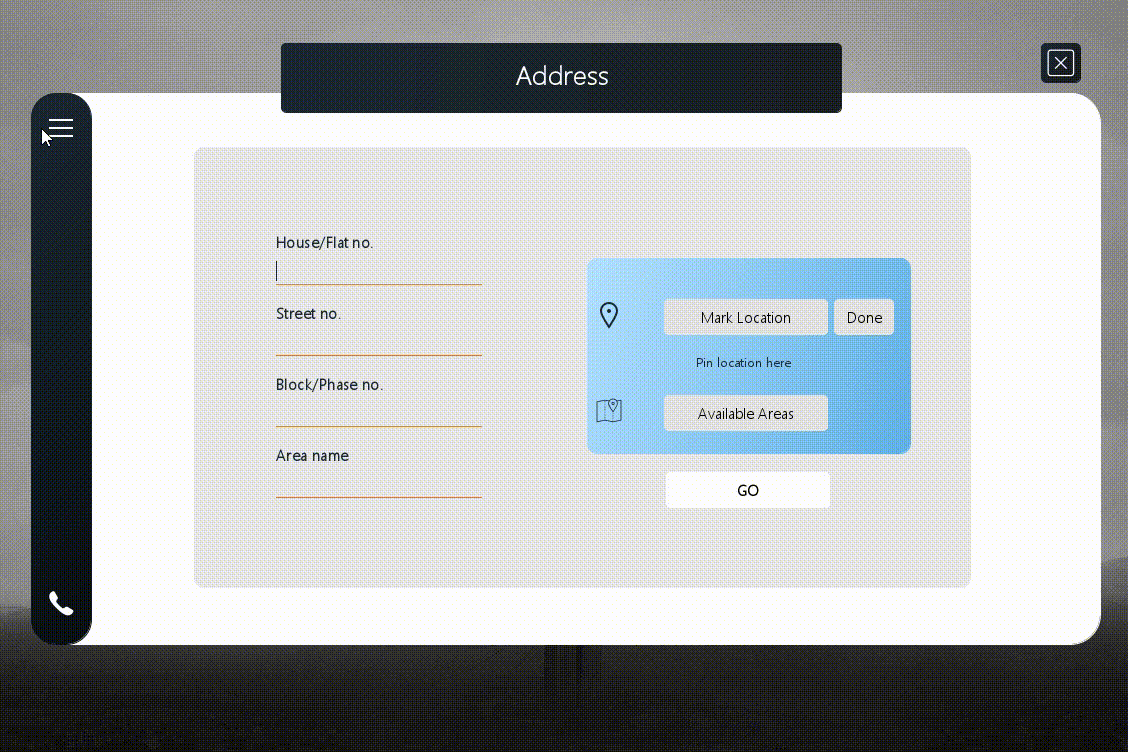 Address
House/Flat no.
Street no.
Block/Phase no.
Area name
Mark Location
Done
Pin location here
Available Areas
GO